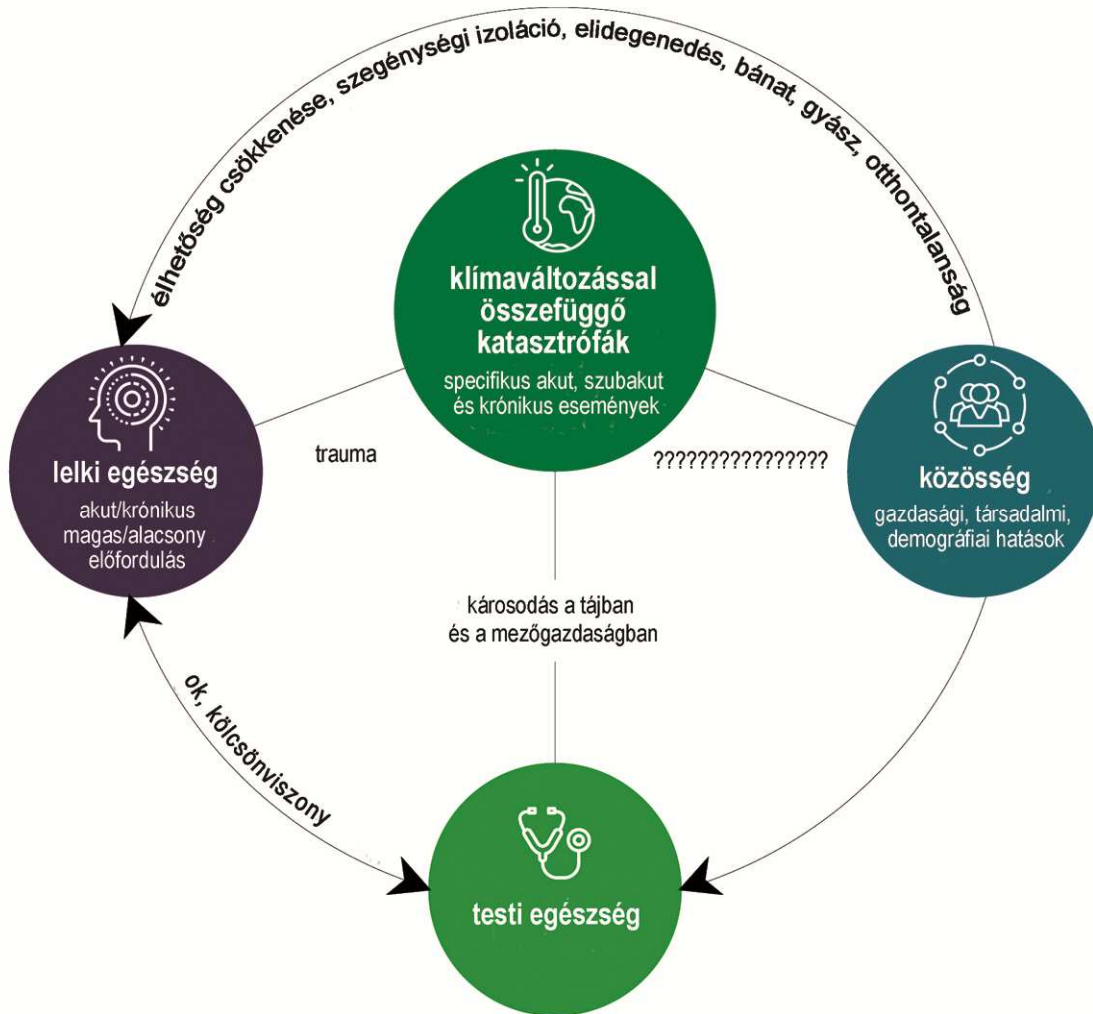 élhetőség csökkenése, szegénységi izoláció, elidegenedés, bánat, gyász, otthontalanság
klímaváltozással
összefüggő
katasztrófák
specifikus akut, szubakut
és krónikus események
lelki egészség
akut/krónikus
magas/alacsony
előfordulás
trauma
????????????????
közösség
gazdasági, társadalmi,
demográfiai hatások
károsodás a tájban
és a mezőgazdaságban
ok, kölcsönviszony
testi egészség